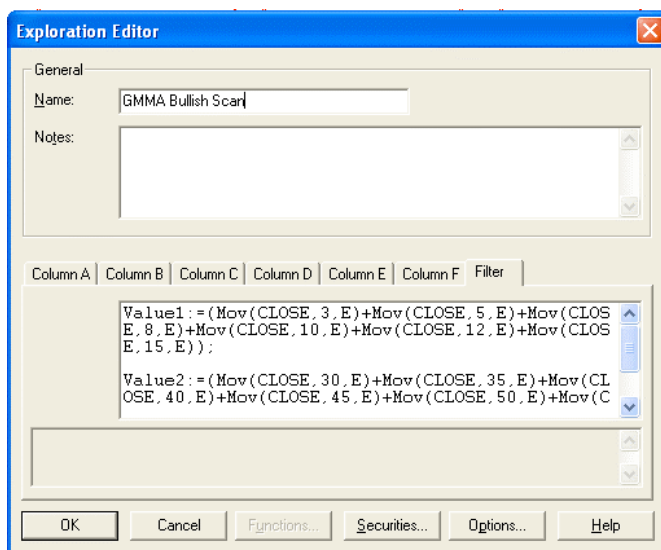 Exploration Editor
General
Name:
GMMA Bullish Scan
Notes:
Column A
Column B
Column C
Column D
Column E
Column F
Filter
Value1:=(Mov(CLOSE,3,E)+Mov(CLOSE,5,E)+Mov(CLOS
E,8,E)+Mov(CLOSE,10,E)+Mov(CLOSE,12,E)+Mov(CLOS
E,15,E));
Value2:=(Mov(CLOSE,30,E)+Mov(CLOSE,35,E)+Mov(CL
OSE,40,E)+Mov(CLOSE,45,E)+Mov(CLOSE,50,E)+Mov(C
OK
Cancel
Functions...
Securities...
Options...
Help